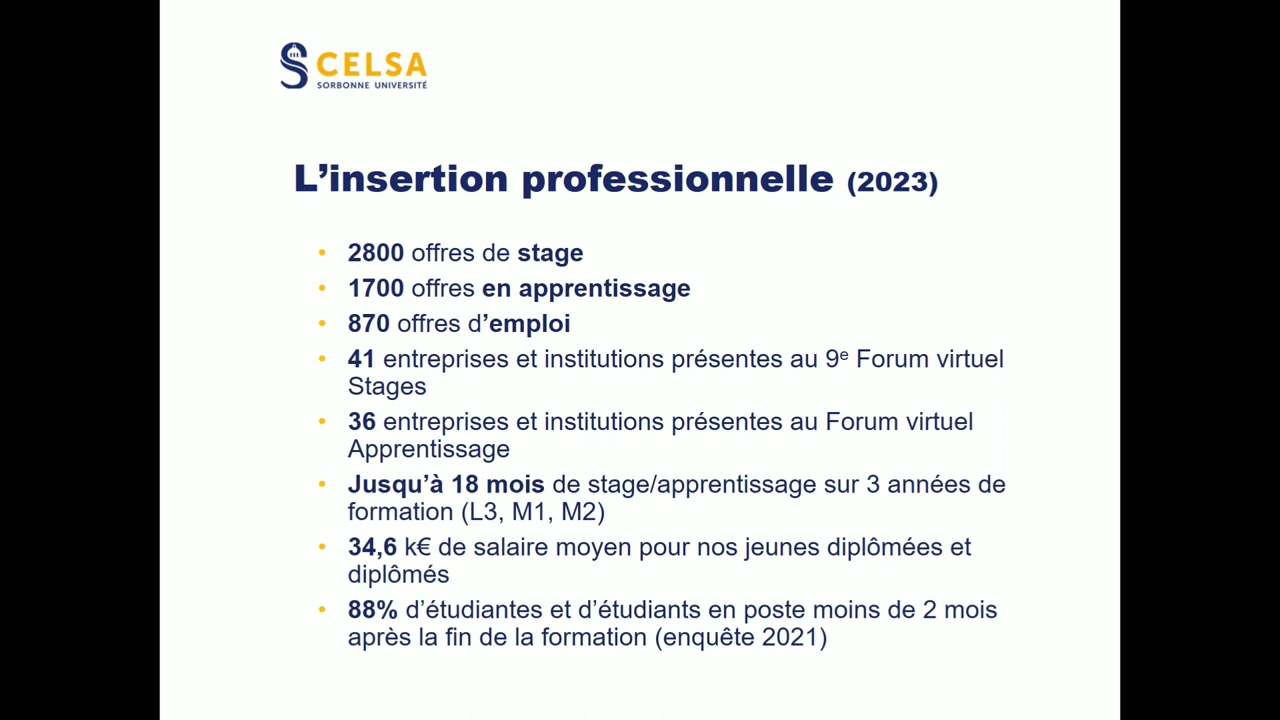 CELSA
SORBONNE UNIVERSITÉ
L’insertion professionnelle (2023)
• 2800 offres de stage
• 1700 offres en apprentissage
• 870 offres d’emploi
• 41 entreprises et institutions présentes au 9e Forum virtuel
Stages
• 36 entreprises et institutions présentes au Forum virtuel
Apprentissage
• Jusqu’à 18 mois de stage/apprentissage sur 3 années de
formation (L3, M1, M2)
• 34,6 k€ de salaire moyen pour nos jeunes diplômées et
diplômés
• 88% d’étudiantes et d’étudiants en poste moins de 2 mois
après la fin de la formation (enquête 2021)